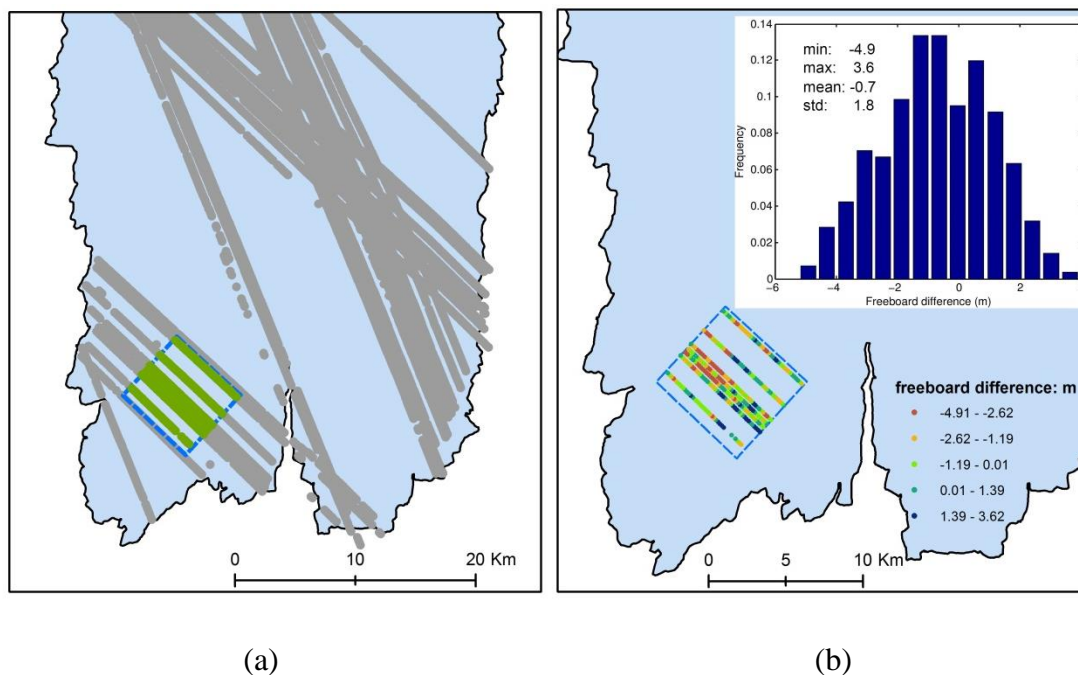 (b)
0.14
0.12
0.1
0.08
0.06
0.04
0.02
0
Frequency
min: -4.9
max: 3.6
mean: -0.7
std: 1.8
-6 -4 -2 0 2
Freeboard difference (m)
freeboard difference: m
-4.91 - -2.62
-2.62 - -1.19
-1.19 - 0.01
0.01 - 1.39
1.39 - 3.62
0 10 20 Km
0 5 10 Km
(a) (b)